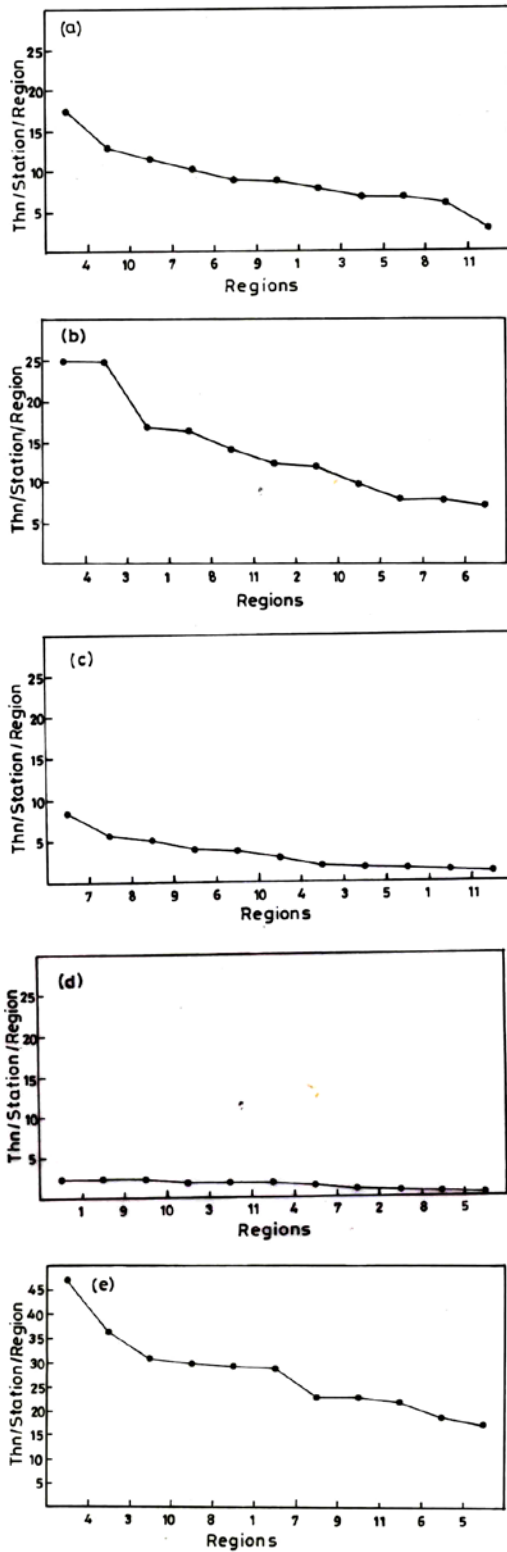 (a)
Thn/Station/Region
25
20
15
10
5
4 10 7 6 9 1 3 5 8 11
Regions
(b)
Thn/Station/Region
25
20
15
10
5
4 3 1 8 11 2 10 5 7 6
Regions
(c)
Thn/Station/Region
25
20
15
10
5
7 8 9 6 10 4 3 5 1 11
Regions
(d)
Thn/Station/Region
25
20
15
10
5
1 9 10 3 11 4 7 2 8 5
Regions
(e)
Thn/Station/Region
45
35
30
25
20
15
10
5
4 3 10 8 1 7 9 11 6 5
Regions